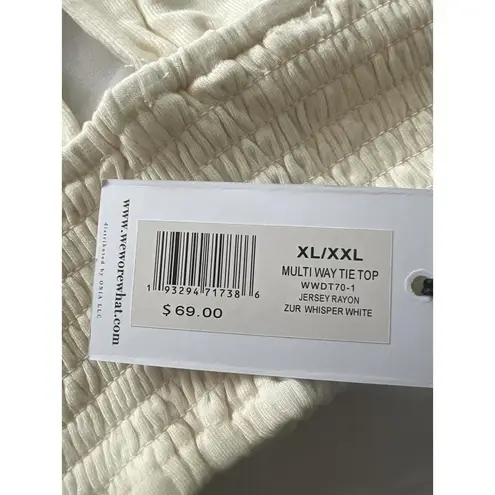 www.weworewhat.com
distributed by ONIA LLC
XL/XXL
MULTI WAY TIE TOP
WWDT70-1
JERSEY RAYON
ZUR WHISPER WHITE
1 93294 71738 6
$ 69.00